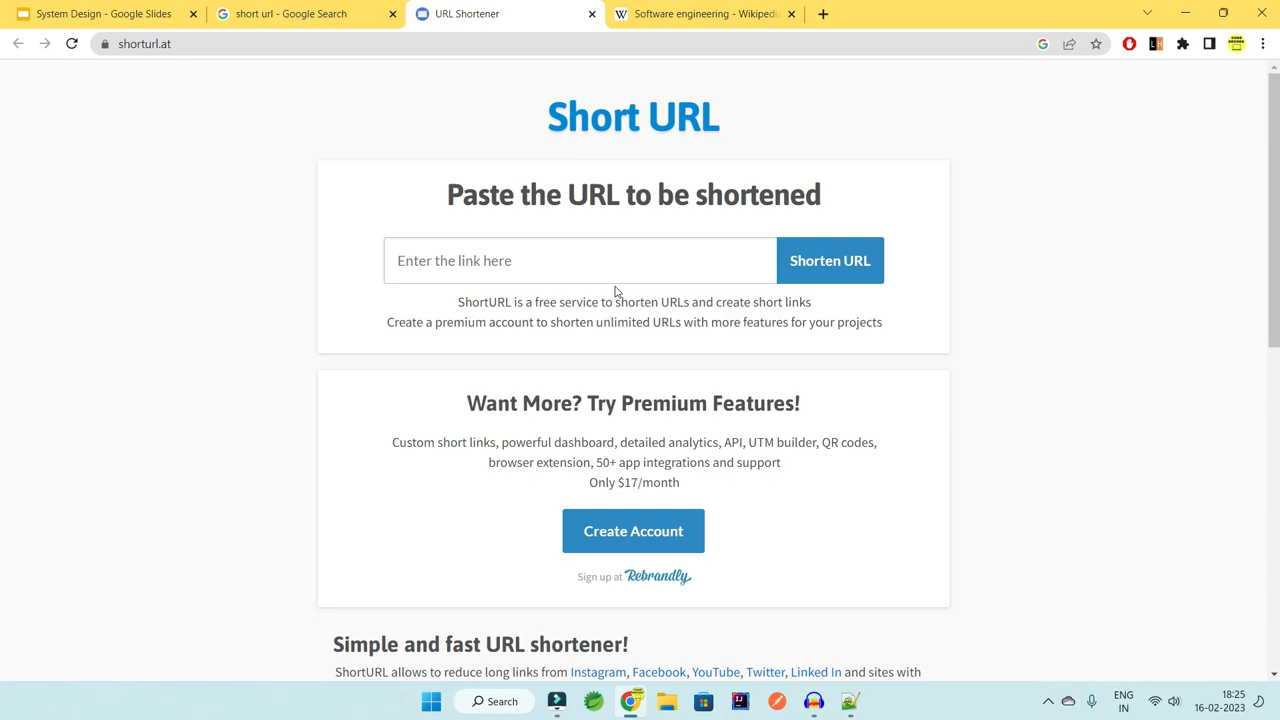 System Design - Google Slides
short url - Google Search
URL Shortener
Software engineering - Wikipedi
shorturl.at
Short URL
Paste the URL to be shortened
Enter the link here
Shorten URL
ShortURL is a free service to shorten URLs and create short links
Create a premium account to shorten unlimited URLs with more features for your projects
Want More? Try Premium Features!
Custom short links, powerful dashboard, detailed analytics, API, UTM builder, QR codes,
browser extension, 50+ app integrations and support
Only $17/month
Create Account
Sign up at Rebrandly
Simple and fast URL shortener!
ShortURL allows to reduce long links from Instagram, Facebook, YouTube, Twitter, Linked In and sites with
Search
ENG
IN
18:25
16-02-2023